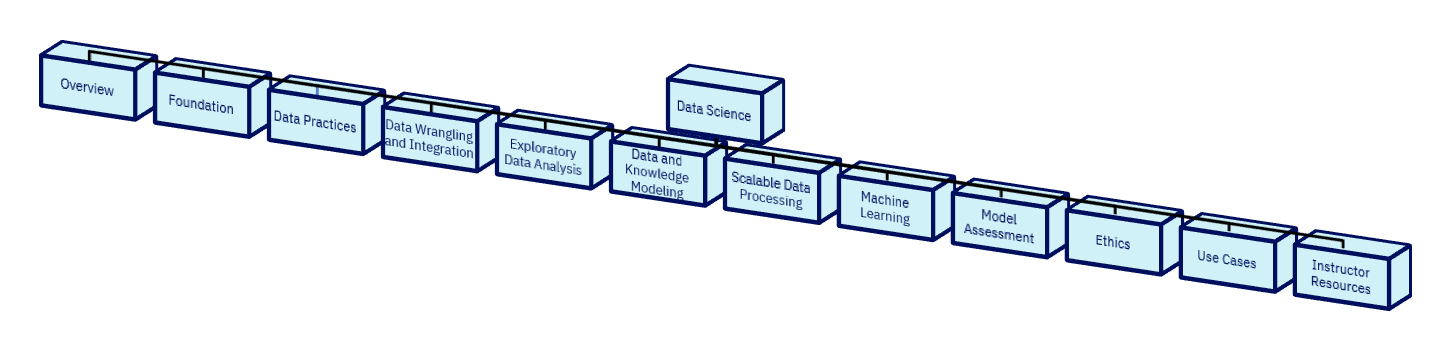 Data Science
Overview
Foundation
Data Practices
Data Wrangling
and Integration
Exploratory
Data Analysis
Data and
Knowledge
Modeling
Scalable Data
Processing
Machine
Learning
Model
Assessment
Ethics
Use Cases
Instructor
Resources